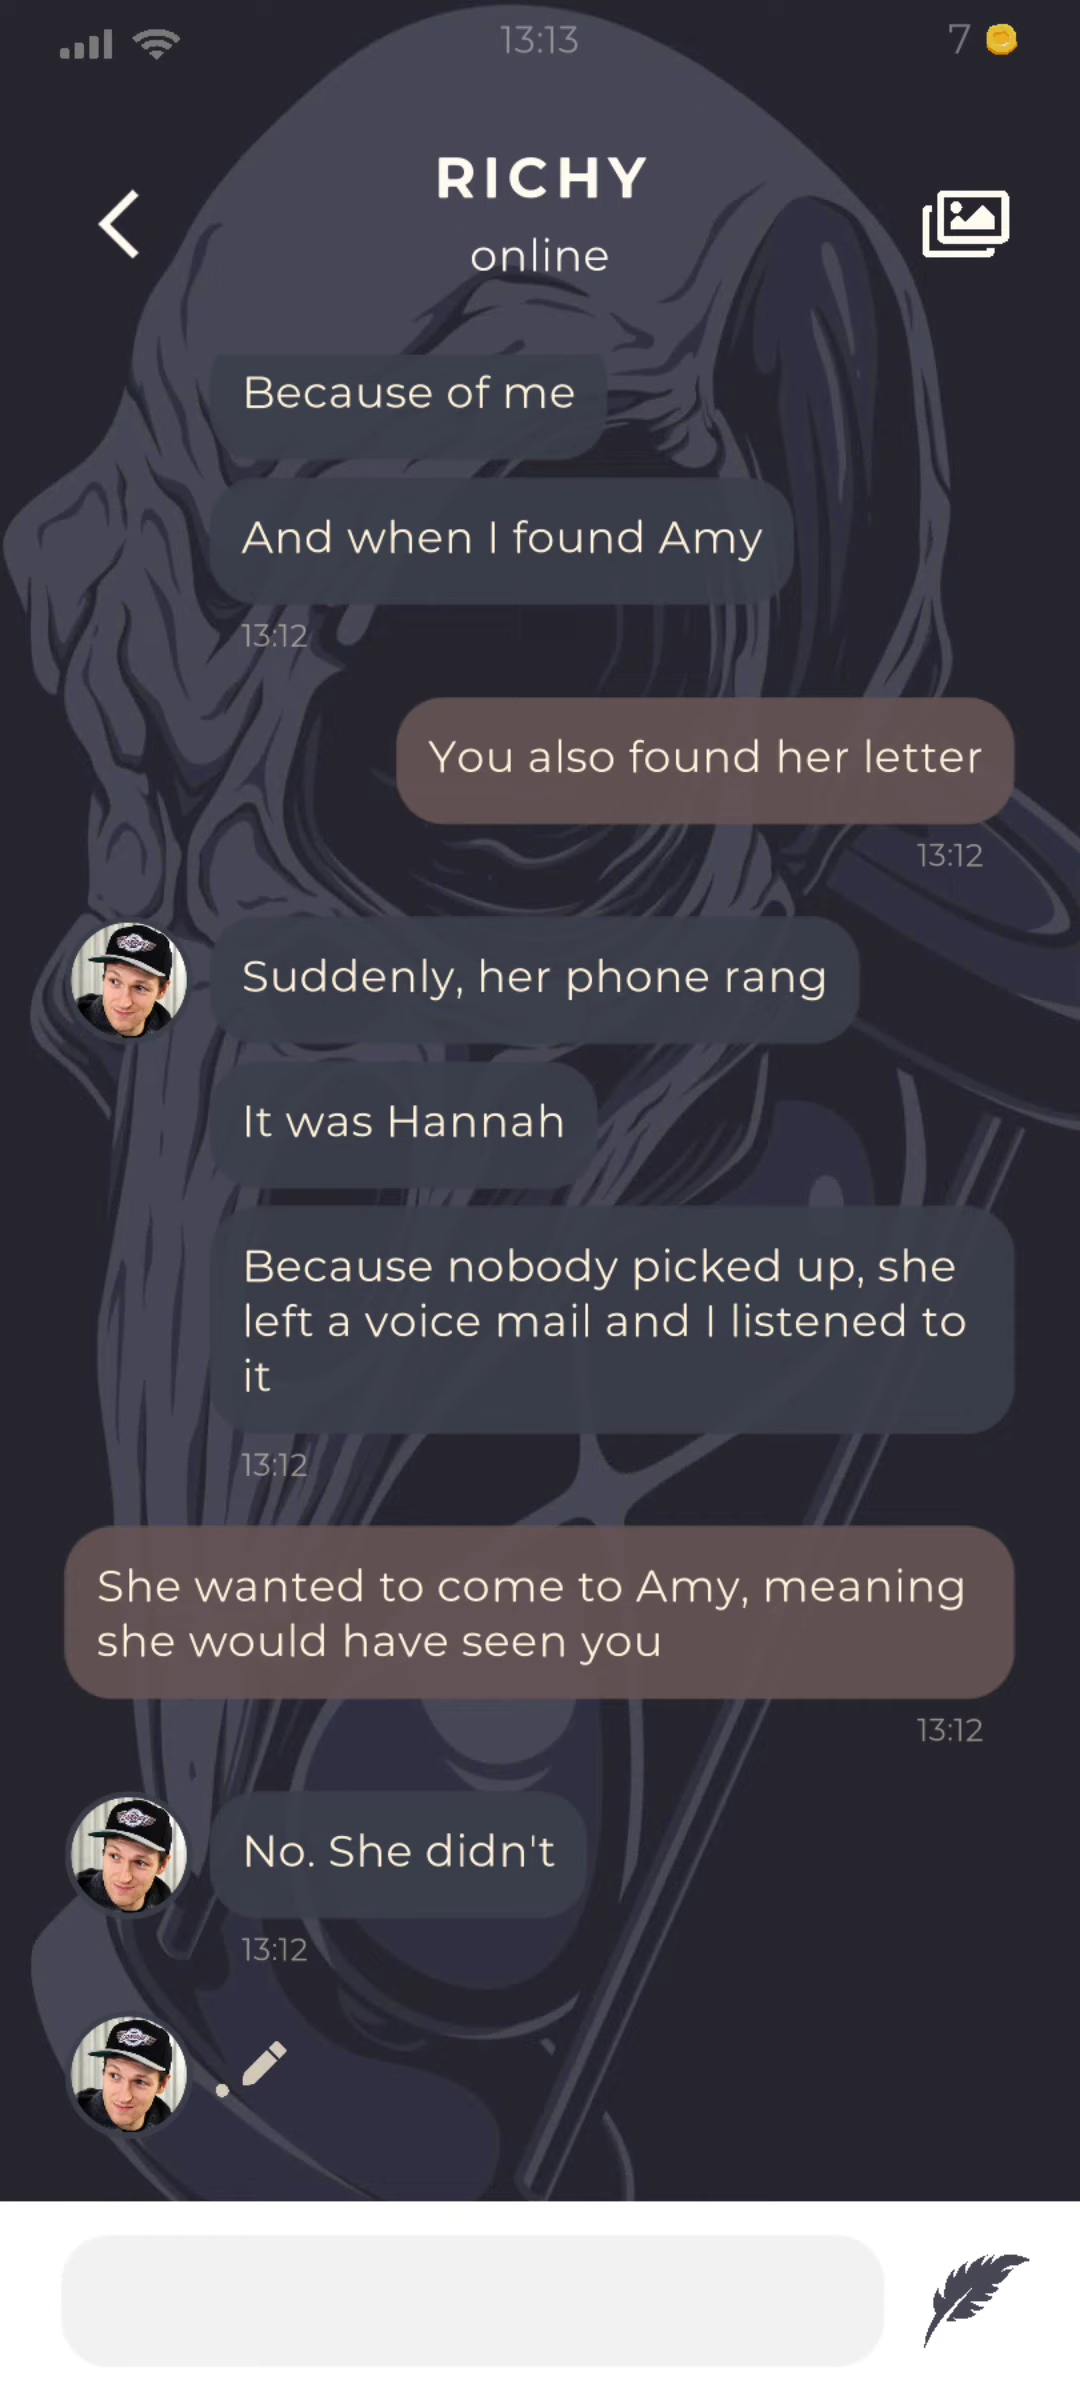 13:13
7
RICHY
online
Because of me
And when I found Amy
13:12
You also found her letter
13:12
Suddenly, her phone rang
It was Hannah
Because nobody picked up, she
left a voice mail and I listened to
it
13:12
She wanted to come to Amy, meaning
she would have seen you
13:12
No. She didn't
13:12